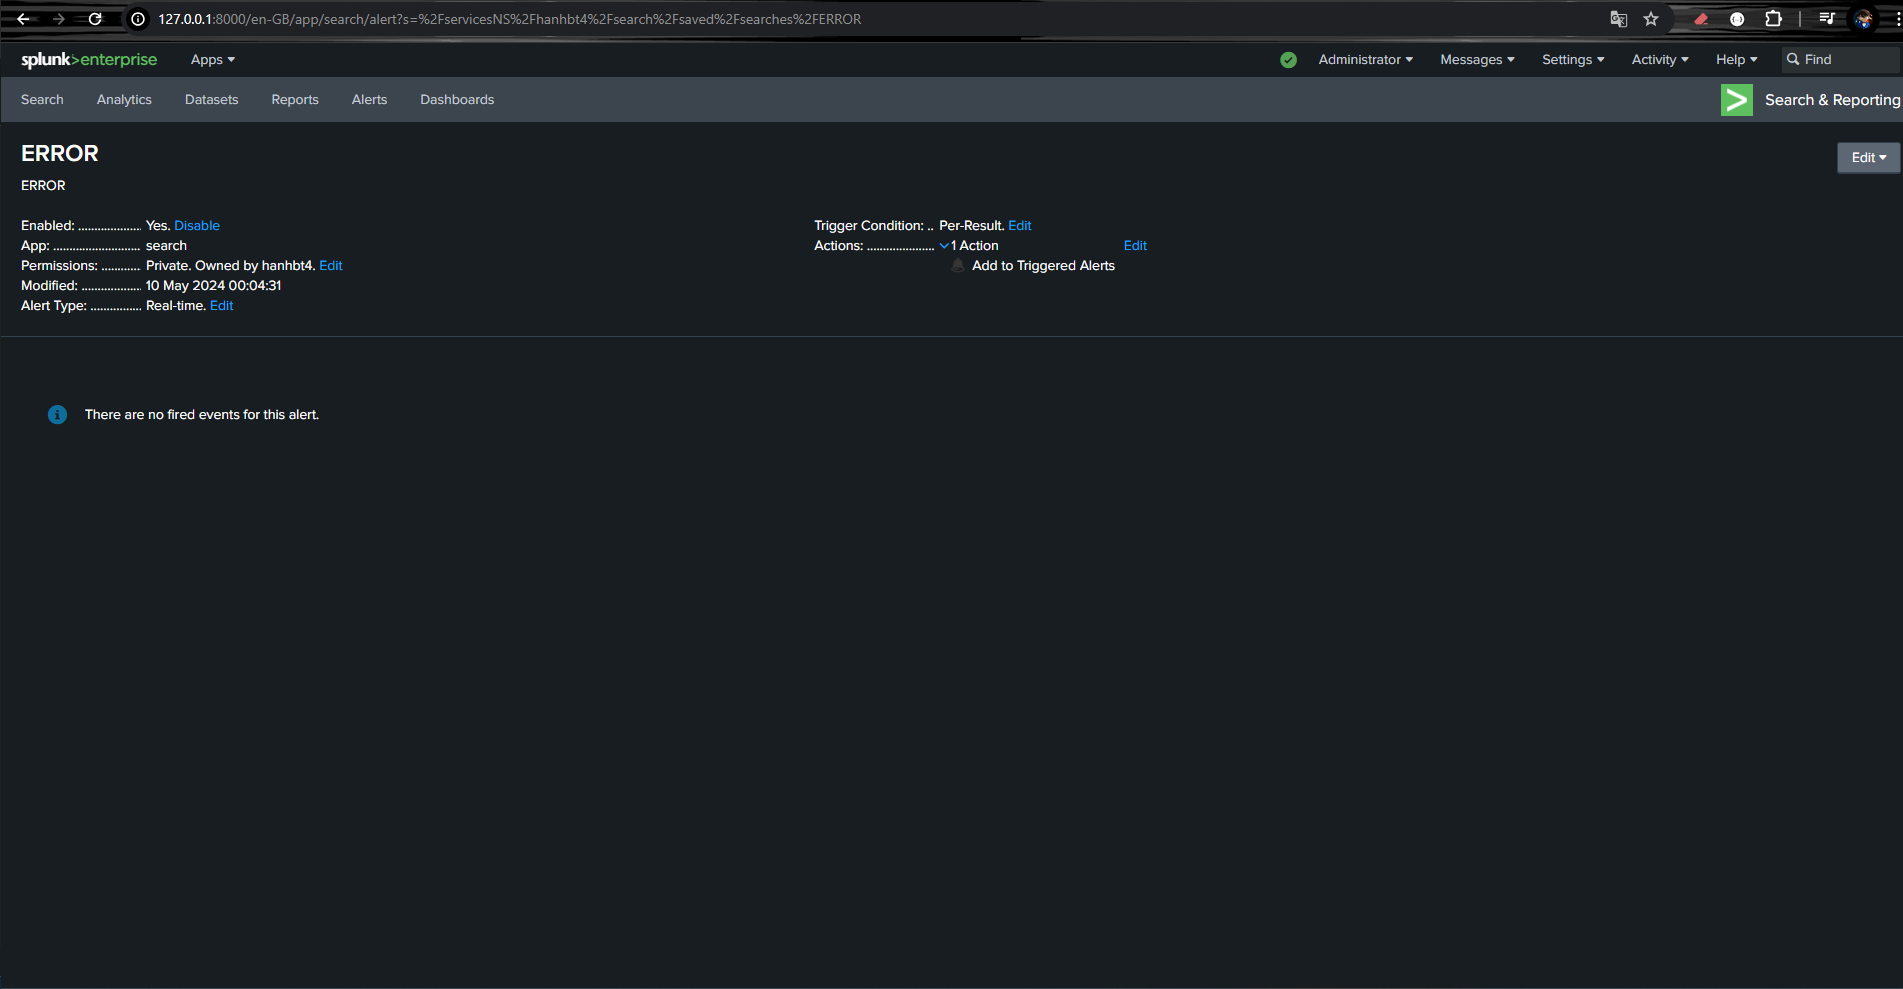 127.0.0.1:8000/en-GB/app/search/alert?s=%2FservicesNS%2Fhanhbt4%2Fsearch%2Fsaved%2Fsearches%2FERROR
splunk>enterprise Apps Administrator Messages Settings Activity Help Find
Search Analytics Datasets Reports Alerts Dashboards Search & Reporting
ERROR Edit
ERROR
Enabled: ................... Yes. Disable Trigger Condition: .. Per-Result. Edit
App: .......................... search Actions: .................... 1 Action Edit
Permissions: ............ Private. Owned by hanhbt4. Edit Add to Triggered Alerts
Modified: .................. 10 May 2024 00:04:31
Alert Type: ............... Real-time. Edit
There are no fired events for this alert.